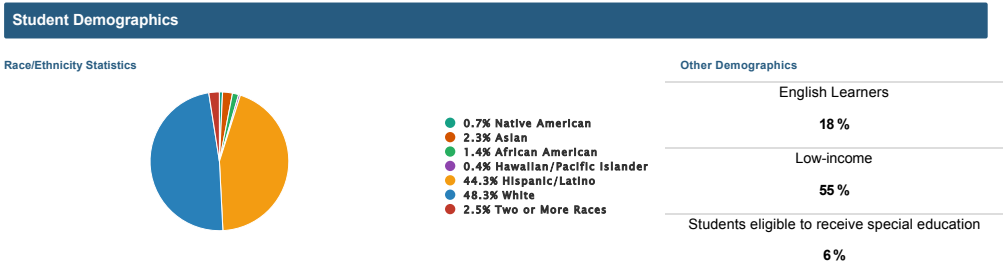 Student Demographics
Race/Ethnicity Statistics
0.7% Native American
2.3% Asian
1.4% African American
0.4% Hawaiian/Pacific Islander
44.3% Hispanic/Latino
48.3% White
2.5% Two or More Races
Other Demographics
English Learners
18 %
Low-income
55 %
Students eligible to receive special education
6 %